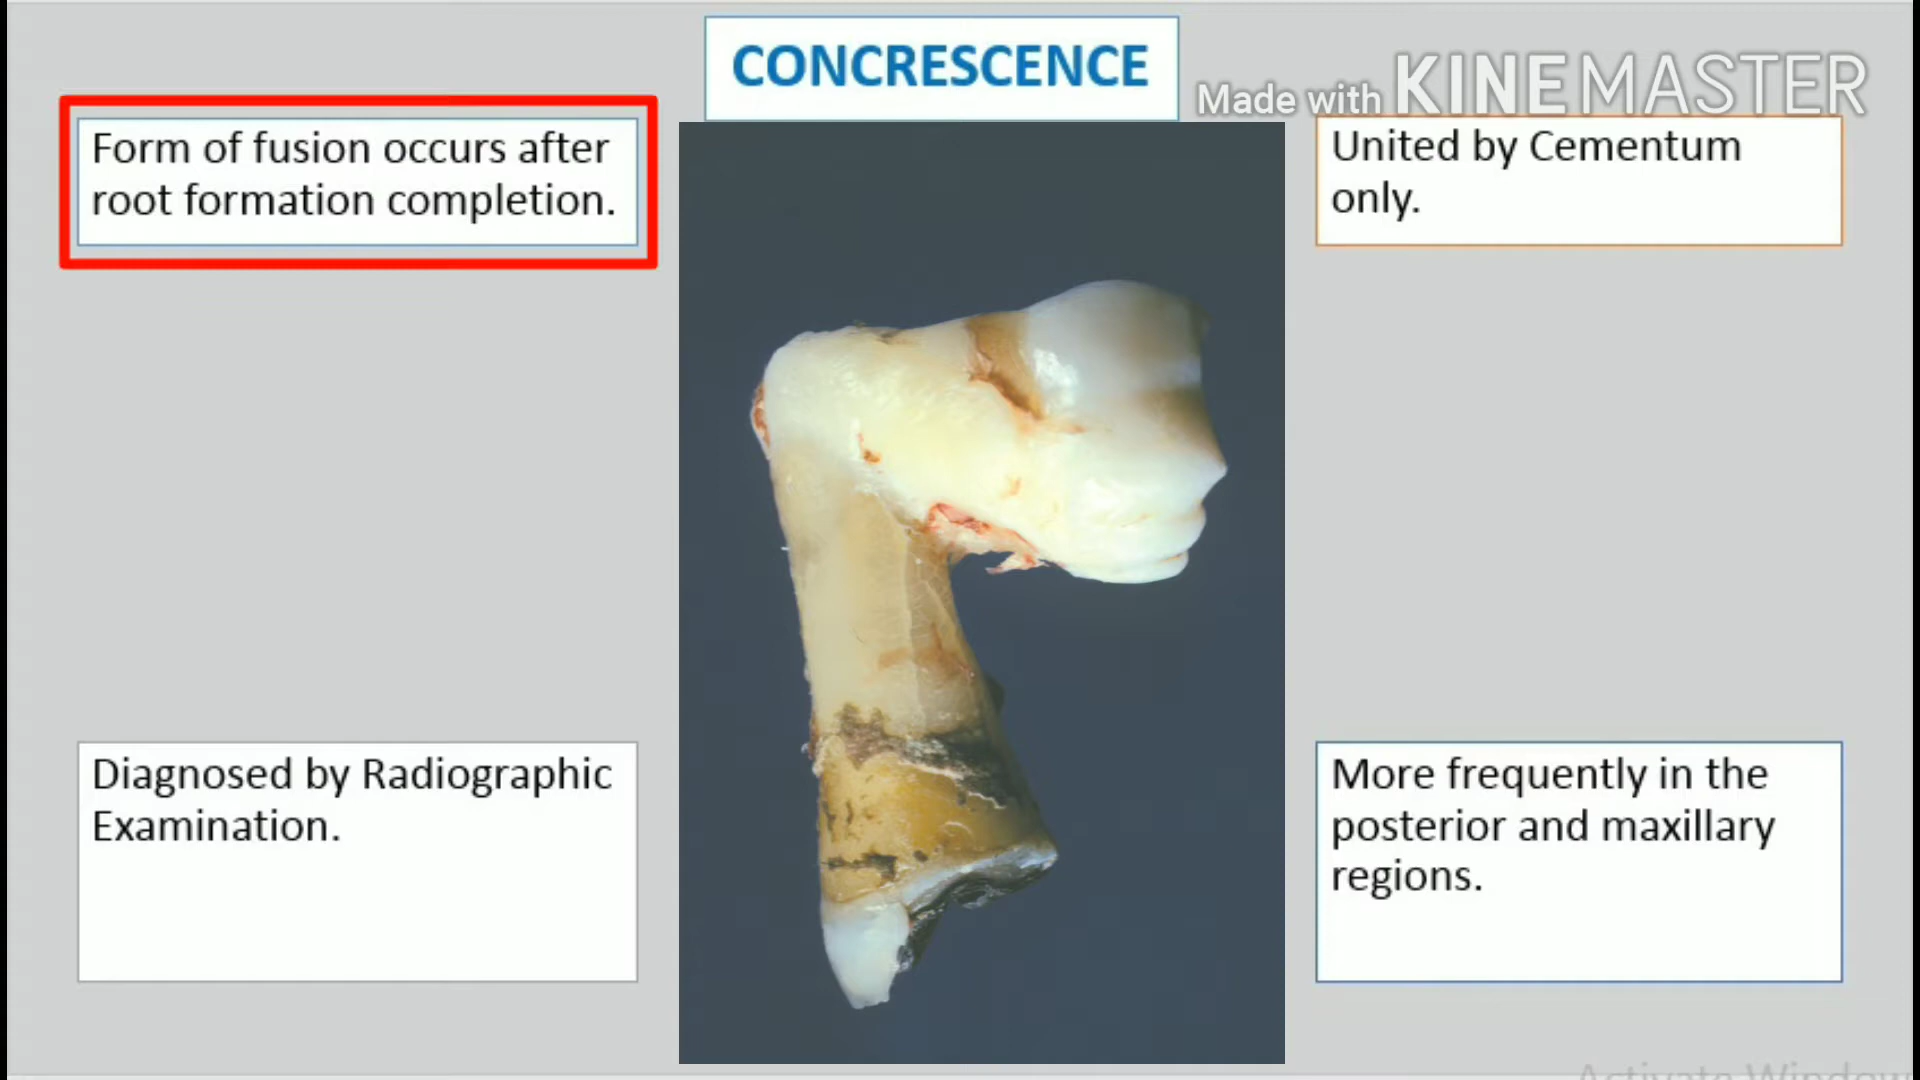 CONCRESCENCE
Made with KINEMASTER
Form of fusion occurs after
root formation completion.
United by Cementum
only.
Diagnosed by Radiographic
Examination.
More frequently in the
posterior and maxillary
regions.